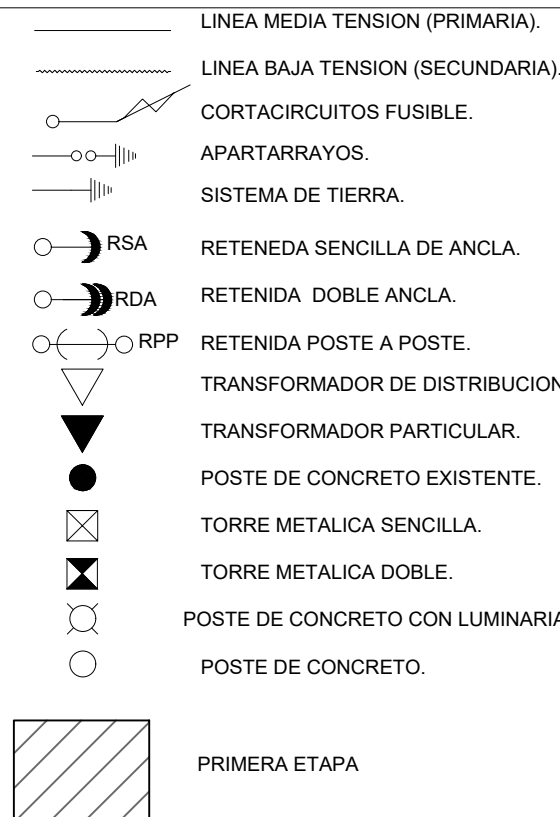 LINEA MEDIA TENSION (PRIMARIA).
LINEA BAJA TENSION (SECUNDARIA).
CORTACIRCUITOS FUSIBLE.
APARTARRAYOS.
SISTEMA DE TIERRA.
RSA RETENEDA SENCILLA DE ANCLA.
RDA RETENIDA DOBLE ANCLA.
RPP RETENIDA POSTE A POSTE.
TRANSFORMADOR DE DISTRIBUCION
TRANSFORMADOR PARTICULAR.
POSTE DE CONCRETO EXISTENTE.
TORRE METALICA SENCILLA.
TORRE METALICA DOBLE.
POSTE DE CONCRETO CON LUMINARIA
POSTE DE CONCRETO.
PRIMERA ETAPA